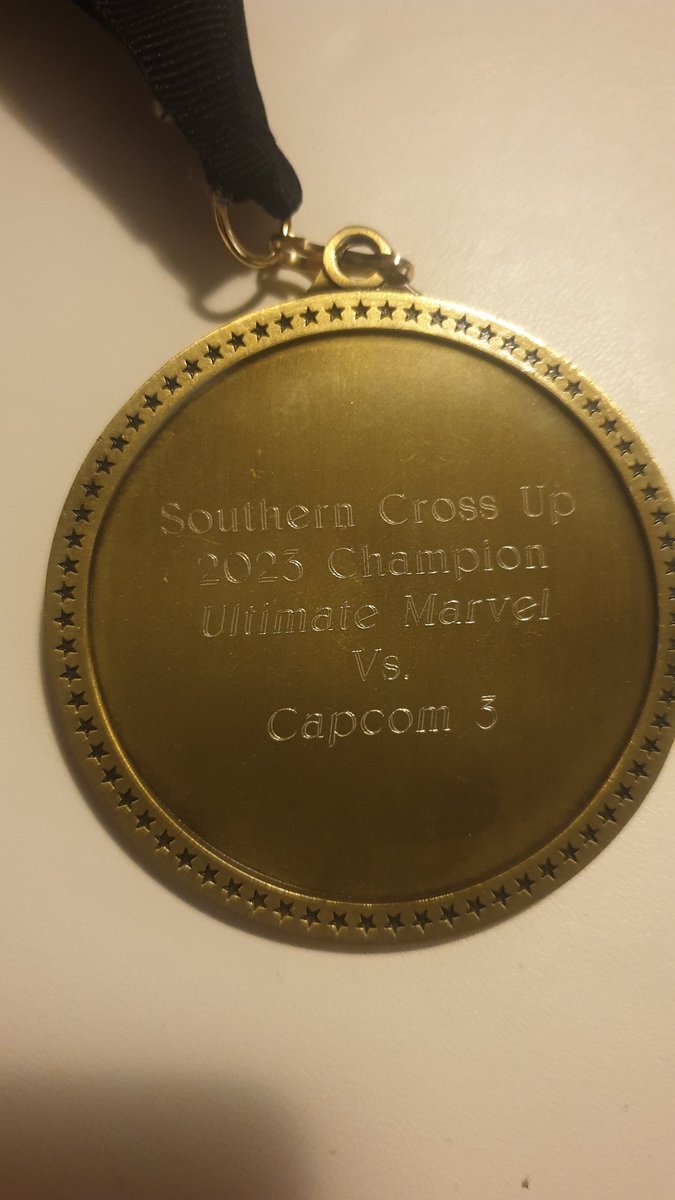 Southern Cross Up
2023 Champion
Ultimate Marvel
Vs.
Capcom 3